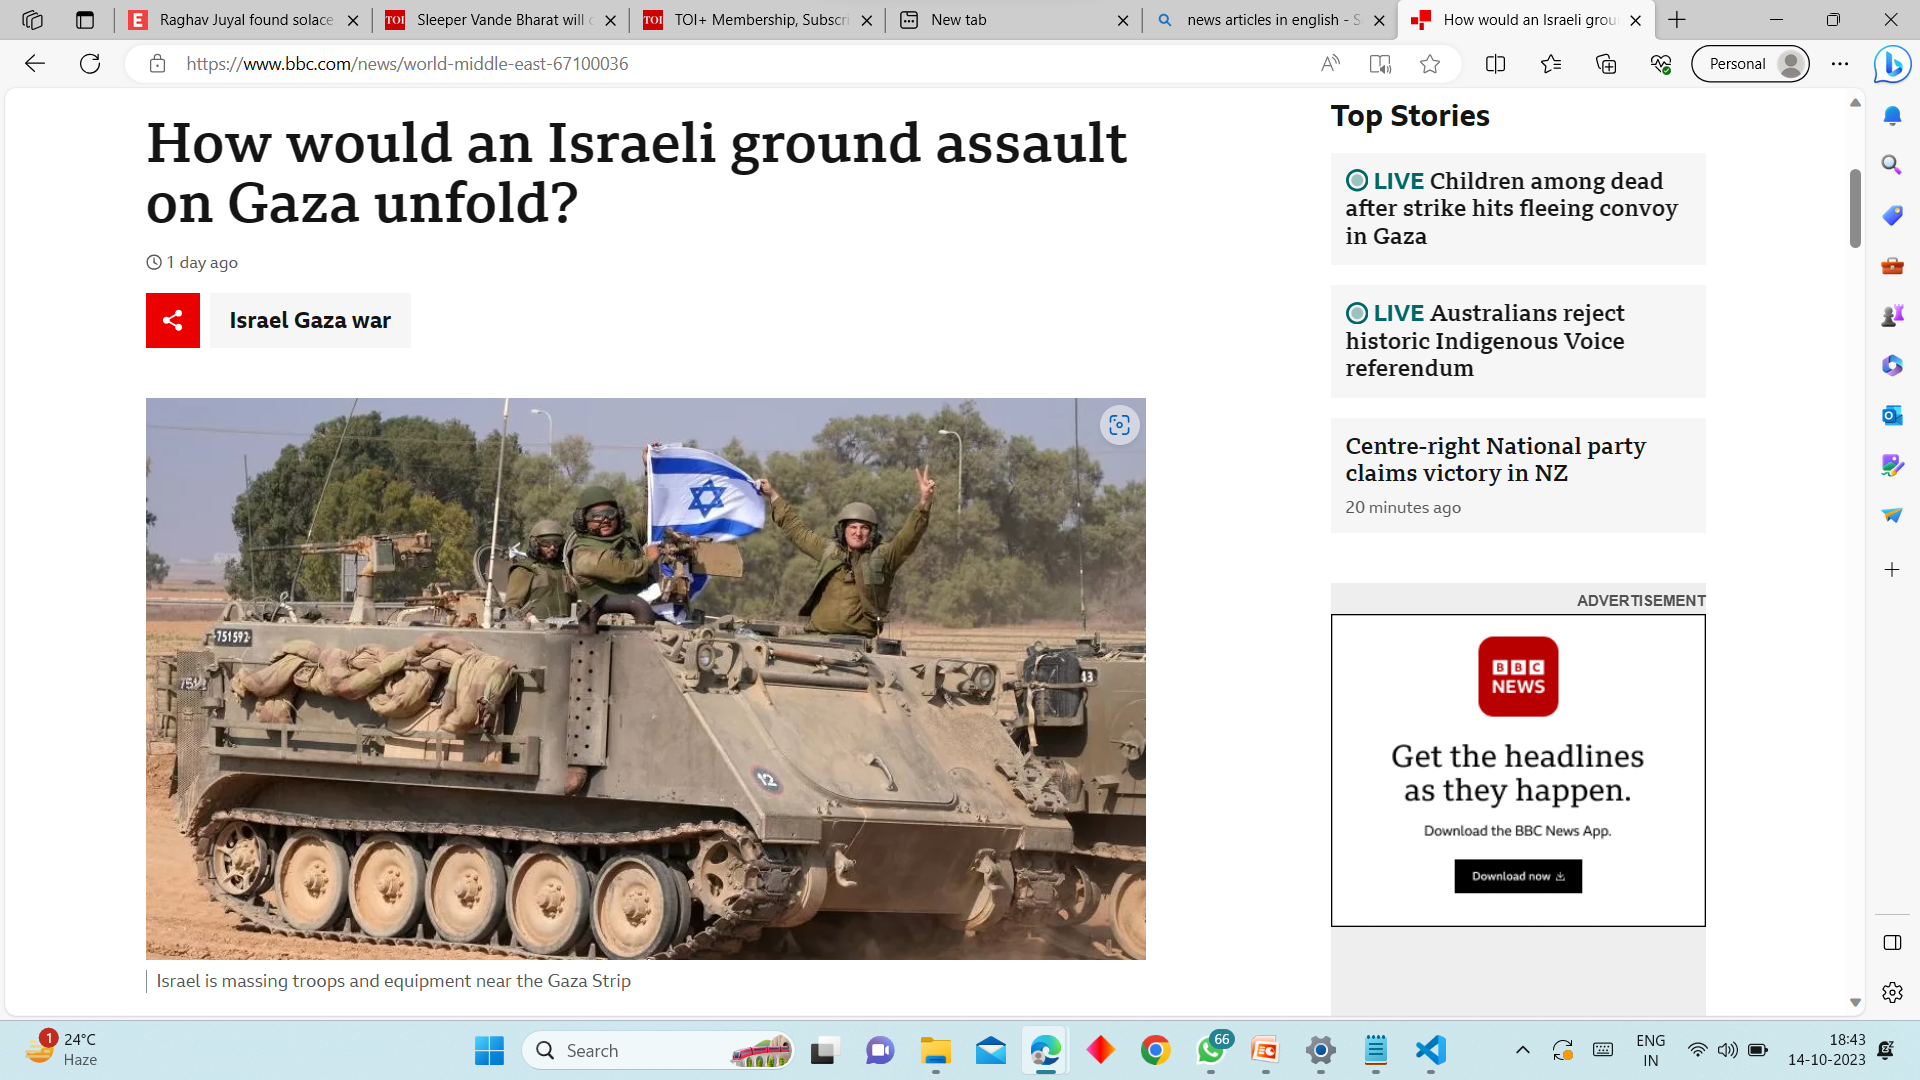 Raghav Juyal found solace
Sleeper Vande Bharat will c
TOI+ Membership, Subscri
New tab
news articles in english - S
How would an Israeli grou
https://www.bbc.com/news/world-middle-east-67100036
Personal
How would an Israeli ground assault
on Gaza unfold?
1 day ago
Israel Gaza war
751592
12
43
Israel is massing troops and equipment near the Gaza Strip
Top Stories
LIVE Children among dead
after strike hits fleeing convoy
in Gaza
LIVE Australians reject
historic Indigenous Voice
referendum
Centre-right National party
claims victory in NZ
20 minutes ago
ADVERTISEMENT
BBC
NEWS
Get the headlines
as they happen.
Download the BBC News App.
Download now
1
24°C
Haze
Search
66
ENG
IN
18:43
14-10-2023